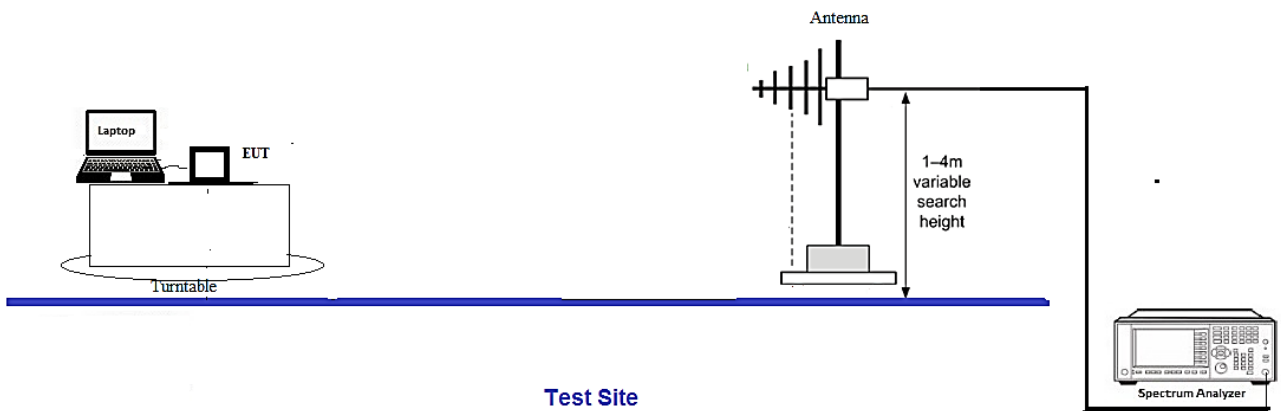 Antenna
Laptop
EUT
1–4m
variable
search
height
Turntable
Spectrum Analyzer
Test Site